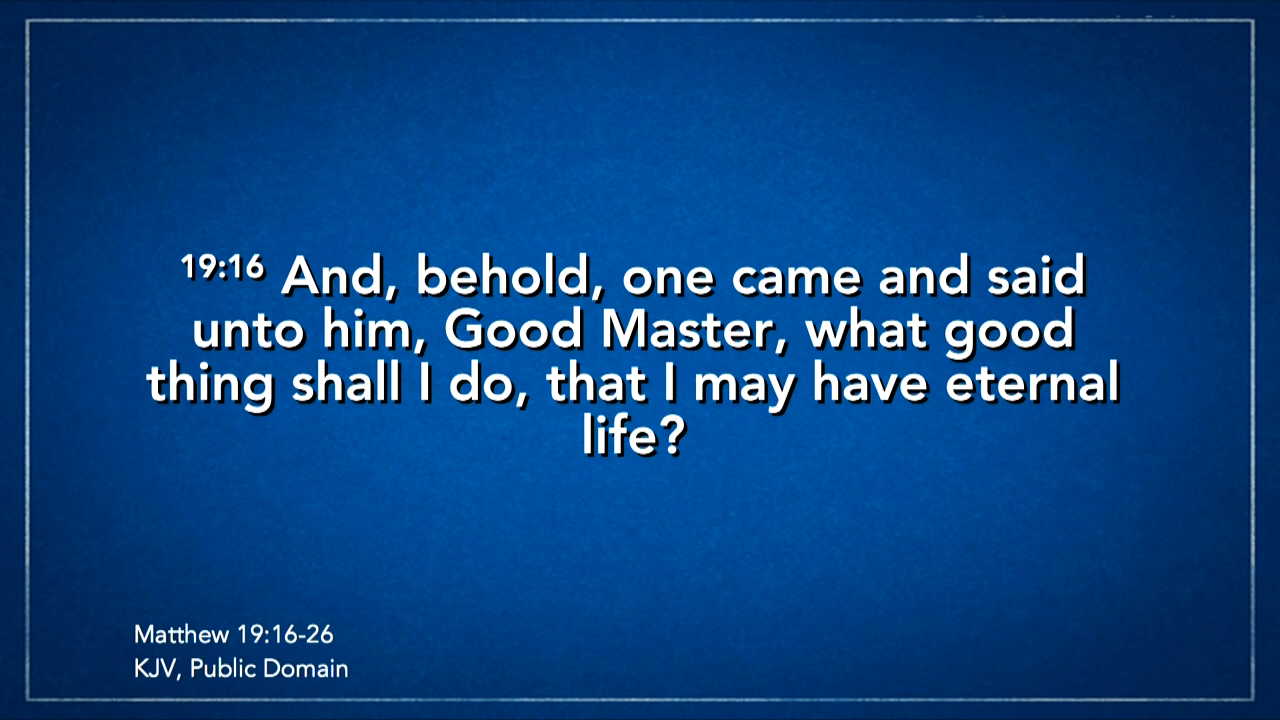 19:16 And, behold, one came and said
unto him, Good Master, what good
thing shall I do, that I may have eternal
life?
Matthew 19:16-26
KJV, Public Domain